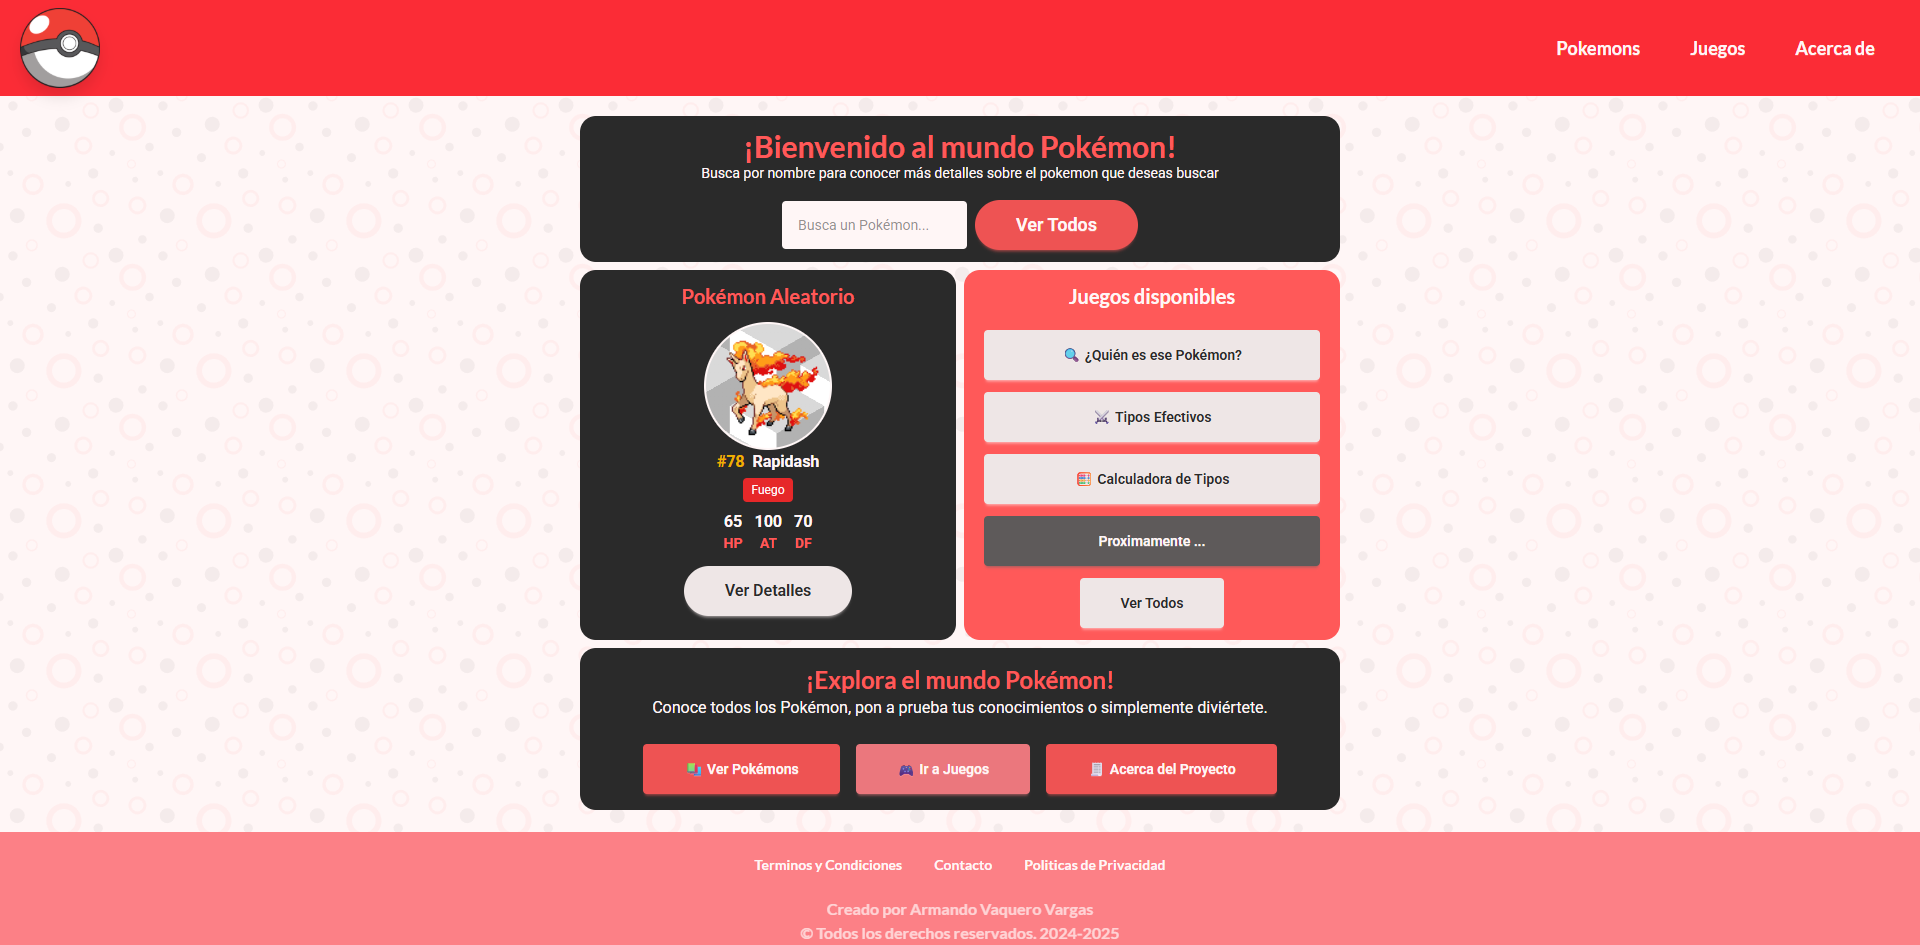 Pokemons
Juegos
Acerca de
¡Bienvenido al mundo Pokémon!
Busca por nombre para conocer más detalles sobre el pokemon que deseas buscar
Busca un Pokémon...
Ver Todos
Pokémon Aleatorio
#78 Rapidash
Fuego
65 100 70
HP AT DF
Ver Detalles
Juegos disponibles
¿Quién es ese Pokémon?
Tipos Efectivos
Calculadora de Tipos
Proximamente ...
Ver Todos
¡Explora el mundo Pokémon!
Conoce todos los Pokémon, pon a prueba tus conocimientos o simplemente diviértete.
Ver Pokémons
Ir a Juegos
Acerca del Proyecto
Terminos y Condiciones
Contacto
Politicas de Privacidad
Creado por Armando Vaquero Vargas
© Todos los derechos reservados. 2024-2025